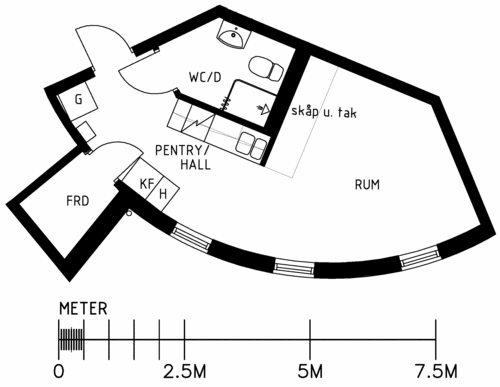 WC/D
G
skåp u. tak
PENTRY/
HALL
KF
H
RUM
FRD
METER
0 2.5M 5M 7.5M